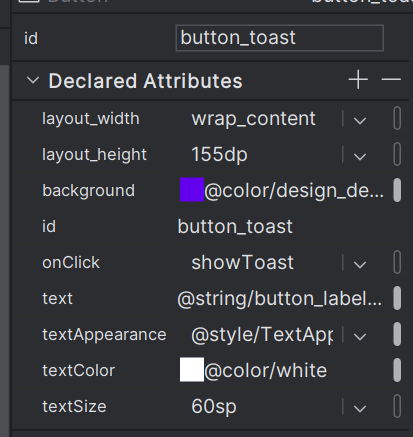 Button
id button_toast
Declared Attributes
layout_width wrap_content
layout_height 155dp
background @color/design_de...
id button_toast
onClick showToast
text @string/button_label...
textAppearance @style/TextApp
textColor @color/white
textSize 60sp